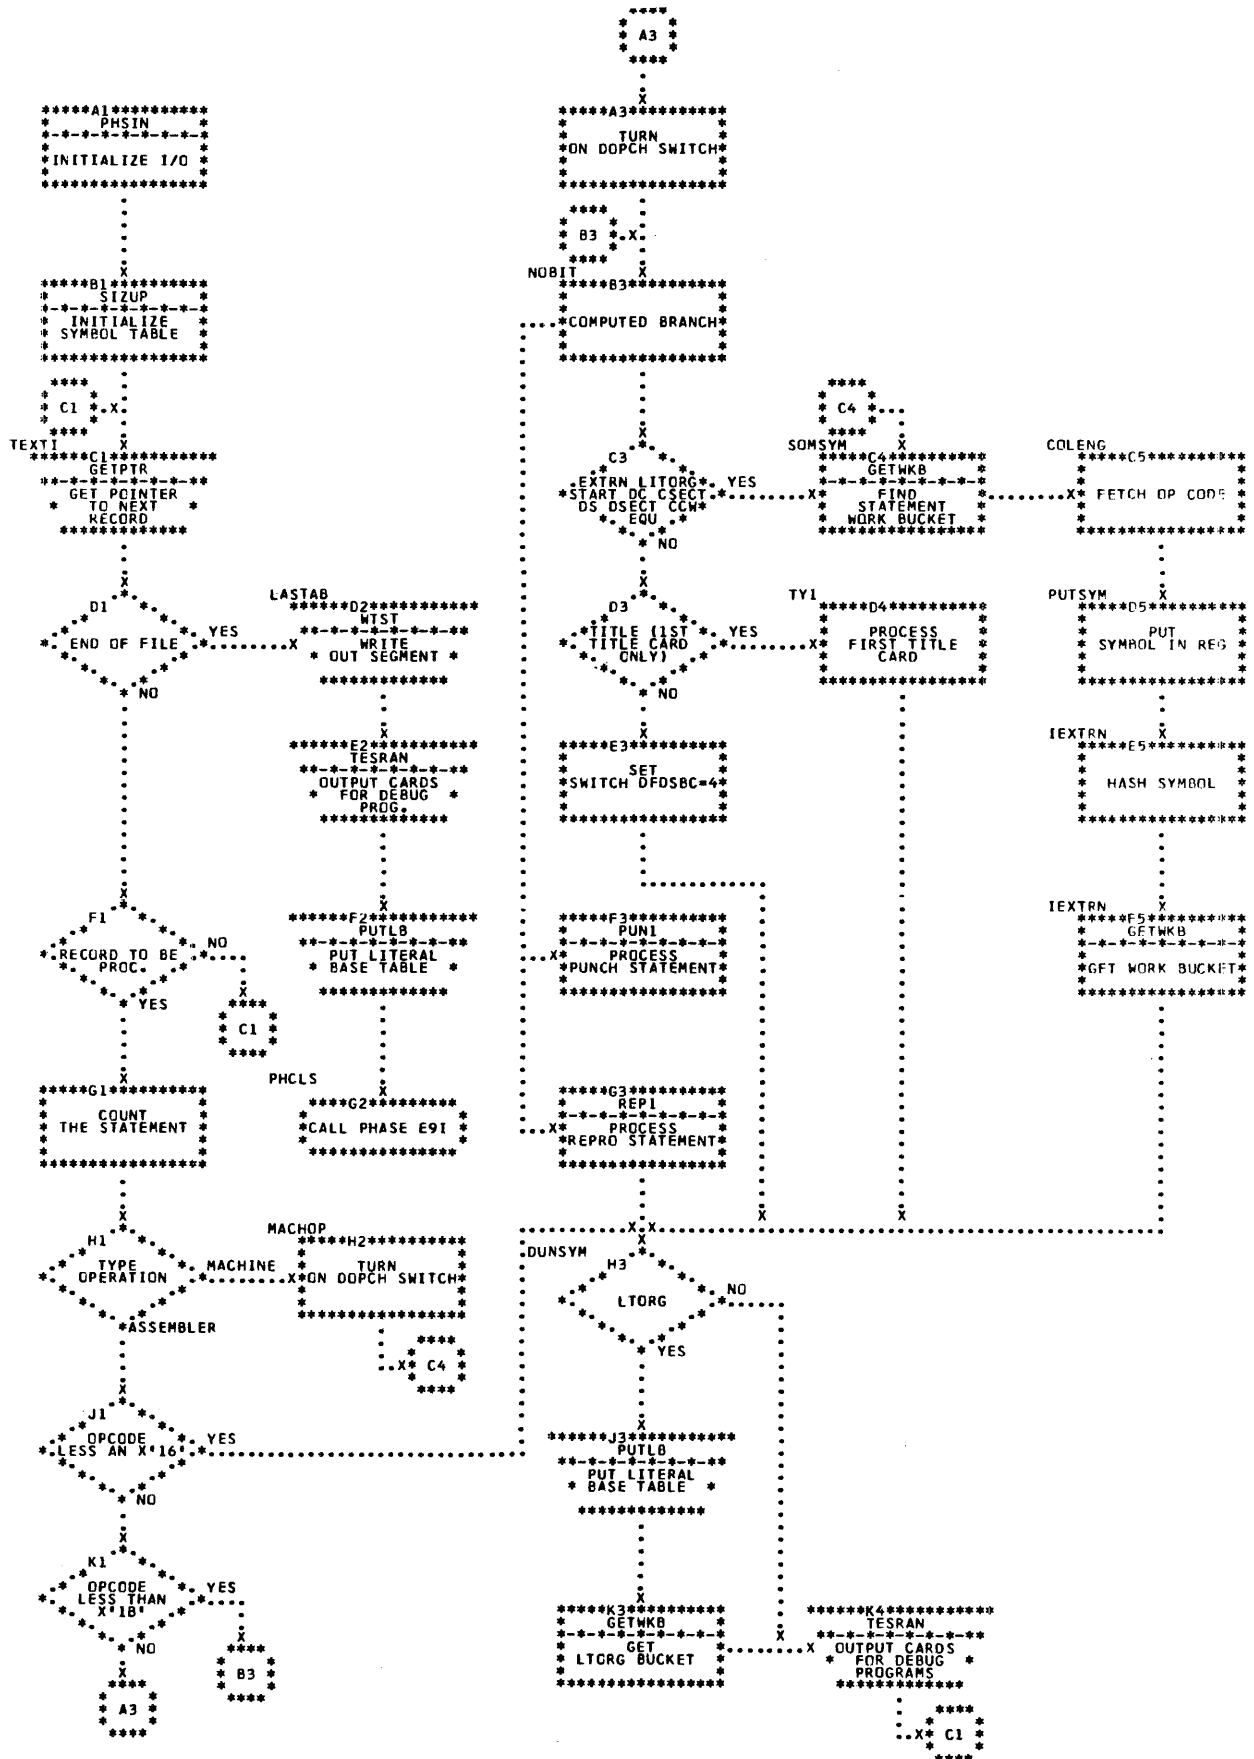 A3
A1
PHSIN
INITIALIZE I/O
A3
TURN
ON DOPCH SWITCH
B3
NOBIT
B1
SIZUP
INITIALIZE
SYMBOL TABLE
B3
COMPUTED BRANCH
C1
C4
TEXTI
C1
GETPTR
GET POINTER
TO NEXT
RECORD
C3
EXTRN LITORG
START DC CSECT
DS DSECT CCW
EQU
YES
NO
SOMSYM
C4
GETWKB
FIND
STATEMENT
WORK BUCKET
COLENG
C5
FETCH OP CODE
D1
END OF FILE
YES
NO
LASTAB
D2
WTST
WRITE
OUT SEGMENT
D3
TITLE (1ST
TITLE CARD
ONLY)
YES
NO
TY1
D4
PROCESS
FIRST TITLE
CARD
PUTSYM
D5
PUT
SYMBOL IN REG
E2
TESRAN
OUTPUT CARDS
FOR DEBUG
PROG.
E3
SET
SWITCH DFDSBC=4
IEXTRN
E5
HASH SYMBOL
F1
RECORD TO BE
PROC.
NO
YES
C1
F2
PUTLB
PUT LITERAL
BASE TABLE
F3
PUN1
PROCESS
PUNCH STATEMENT
IEXTRN
F5
GETWKB
GET WORK BUCKET
G1
COUNT
THE STATEMENT
PHCLS
G2
CALL PHASE E9I
G3
REP1
PROCESS
REPRO STATEMENT
H1
TYPE
OPERATION
MACHINE
ASSEMBLER
MACHOP
H2
TURN
ON DOPCH SWITCH
C4
DUNSYM
H3
LTORG
NO
YES
J1
OPCODE
LESS AN X'16'
YES
NO
J3
PUTLB
PUT LITERAL
BASE TABLE
K1
OPCODE
LESS THAN
X'1B'
YES
NO
B3
A3
K3
GETWKB
GET
LTORG BUCKET
K4
TESRAN
OUTPUT CARDS
FOR DEBUG
PROGRAMS
C1